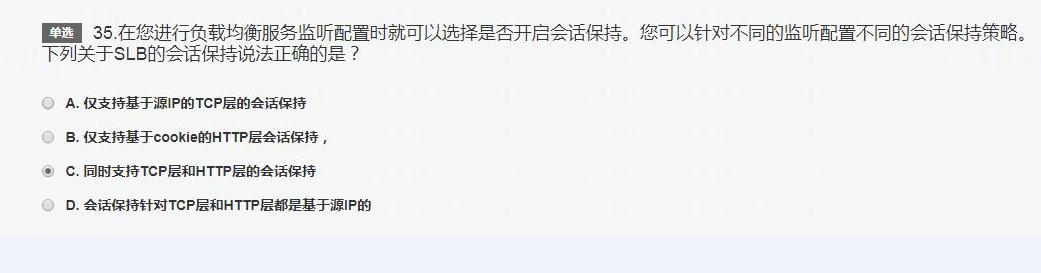 单选 35.在您进行负载均衡服务监听配置时就可以选择是否开启会话保持。您可以针对不同的监听配置不同的会话保持策略。
下列关于SLB的会话保持说法正确的是？
A. 仅支持基于源IP的TCP层的会话保持
B. 仅支持基于cookie的HTTP层会话保持，
C. 同时支持TCP层和HTTP层的会话保持
D. 会话保持针对TCP层和HTTP层都是基于源IP的